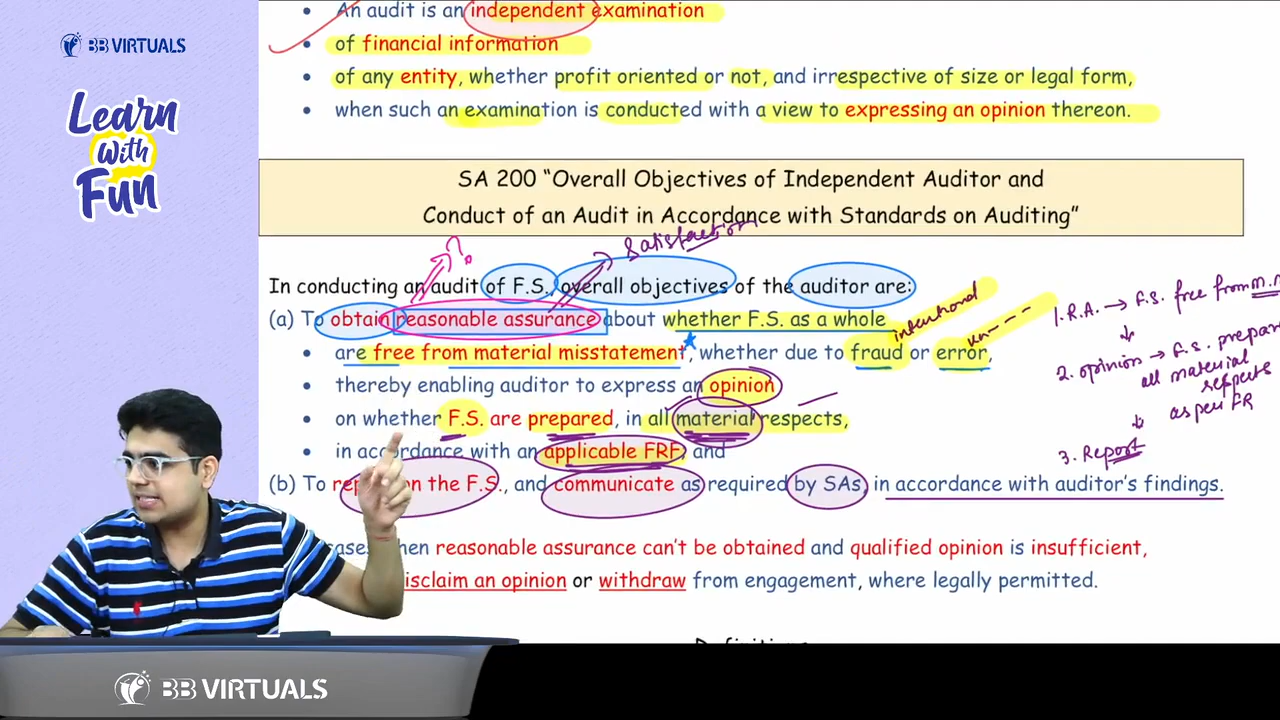 BB VIRTUALS
Learn
with
Fun
• An audit is an independent examination
• of financial information
• of any entity, whether profit oriented or not, and irrespective of size or legal form,
• when such an examination is conducted with a view to expressing an opinion thereon.
SA 200 “Overall Objectives of Independent Auditor and
Conduct of an Audit in Accordance with Standards on Auditing”
?
Satisfaction
In conducting an audit of F.S., overall objectives of the auditor are:
(a) To obtain reasonable assurance about whether F.S. as a whole
intentional
un- - - -
• are free from material misstatement, whether due to fraud or error,
• thereby enabling auditor to express an opinion
• on whether F.S. are prepared, in all material respects,
• in accordance with an applicable FRF, and
(b) To report on the F.S., and communicate as required by SAs, in accordance with auditor's findings.
1. R.A. → F.S. free from m.
2. opinion → F.S. prepare
all material
respects
as per FR
3. Report
cases when reasonable assurance can't be obtained and qualified opinion is insufficient,
disclaim an opinion or withdraw from engagement, where legally permitted.
Definitions
BB VIRTUALS